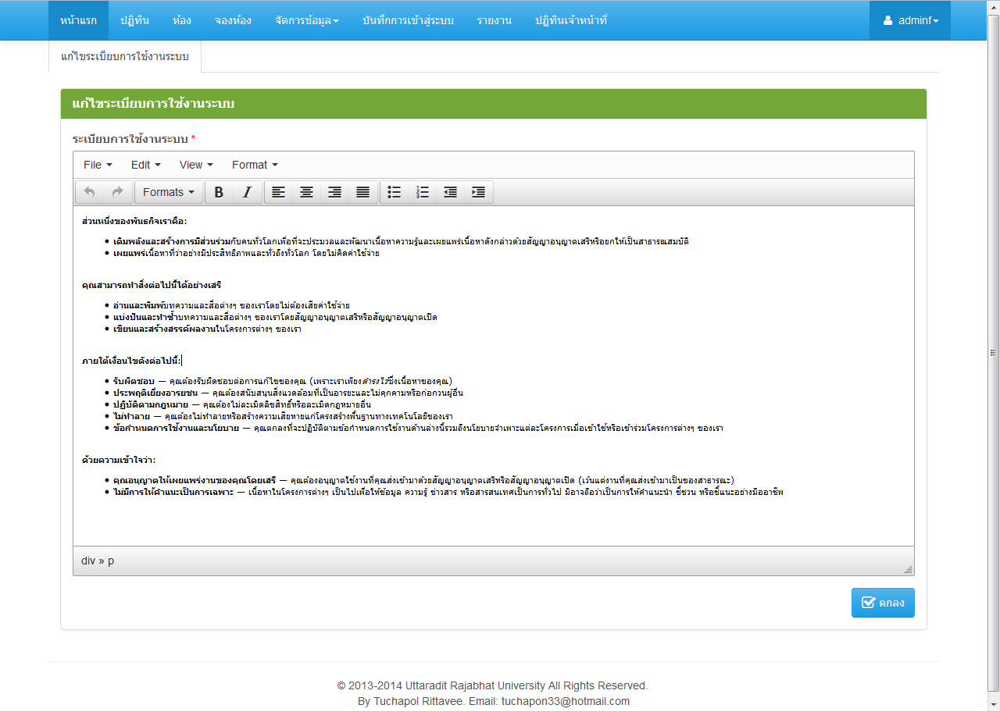 หน้าแรก ปฏิทิน ห้อง จองห้อง จัดการข้อมูล บันทึกการเข้าสู่ระบบ รายงาน ปฏิทินเจ้าหน้าที่ adminf
แก้ไขระเบียบการใช้งานระบบ
แก้ไขระเบียบการใช้งานระบบ
ระเบียบการใช้งานระบบ *
File Edit View Format
Formats B I
ส่วนหนึ่งของพันธกิจเราคือ:
• เติมพลังและสร้างการมีส่วนร่วมกับคนทั่วโลกเพื่อที่จะประมวลและพัฒนาเนื้อหาความรู้และเผยแพร่เนื้อหาดังกล่าวด้วยสัญญาอนุญาตเสรีหรือยกให้เป็นสาธารณสมบัติ
• เผยแพร่เนื้อหาที่ว่าอย่างมีประสิทธิภาพและทั่วถึงทั่วโลก โดยไม่คิดค่าใช้จ่าย
คุณสามารถทำสิ่งต่อไปนี้ได้อย่างเสรี
• อ่านและพิมพ์บทความและสื่อต่างๆ ของเราโดยไม่ต้องเสียค่าใช้จ่าย
• แบ่งปันและทำซ้ำบทความและสื่อต่างๆ ของเราโดยสัญญาอนุญาตเสรีหรือสัญญาอนุญาตเปิด
• เขียนและสร้างสรรค์ผลงานในโครงการต่างๆ ของเรา
ภายใต้เงื่อนไขดังต่อไปนี้:
• รับผิดชอบ — คุณต้องรับผิดชอบต่อการแก้ไขของคุณ (เพราะเราเพียงดำรงไว้ซึ่งเนื้อหาของคุณ)
• ประพฤติเยี่ยงอารยชน — คุณต้องสนับสนุนสิ่งแวดล้อมที่เป็นอารยะและไม่คุกคามหรือก่อกวนผู้อื่น
• ปฏิบัติตามกฎหมาย — คุณต้องไม่ละเมิดลิขสิทธิ์หรือละเมิดกฎหมายอื่น
• ไม่ทำลาย — คุณต้องไม่ทำลายหรือสร้างความเสียหายแก่โครงสร้างพื้นฐานทางเทคโนโลยีของเรา
• ข้อกำหนดการใช้งานและนโยบาย — คุณตกลงที่จะปฏิบัติตามข้อกำหนดการใช้งานด้านล่างนี้รวมถึงนโยบายจำเพาะแต่ละโครงการเมื่อเข้าใช้หรือเข้าร่วมโครงการต่างๆ ของเรา
ด้วยความเข้าใจว่า:
• คุณอนุญาตให้เผยแพร่งานของคุณโดยเสรี — คุณต้องอนุญาตใช้งานที่คุณส่งเข้ามาด้วยสัญญาอนุญาตเสรีหรือสัญญาอนุญาตเปิด (เว้นแต่งานที่คุณส่งเข้ามาเป็นของสาธารณะ)
• ไม่มีการให้คำแนะเป็นการเฉพาะ — เนื้อหาในโครงการต่างๆ เป็นไปเพื่อให้ข้อมูล ความรู้ ข่าวสาร หรือสารสนเทศเป็นการทั่วไป มิอาจถือว่าเป็นการให้คำแนะนำ ชี้ชวน หรือชี้แนะอย่างมืออาชีพ
div » p
ตกลง
© 2013-2014 Uttaradit Rajabhat University All Rights Reserved.
By Tuchapol Rittavee. Email: tuchapon33@hotmail.com